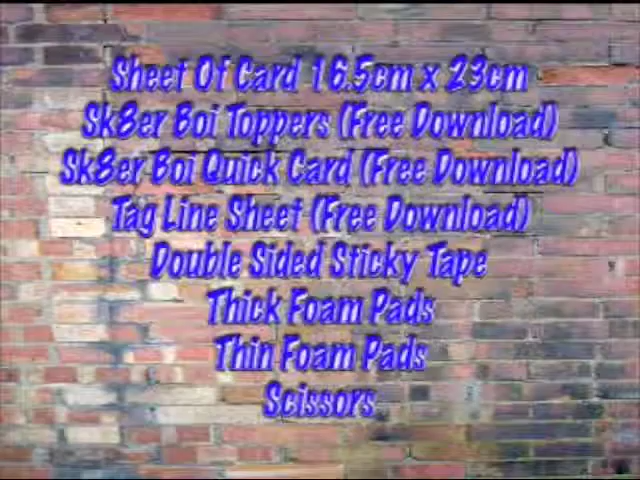 Sheet Of Card 16.5cm x 23cm
Sk8er Boi Toppers (Free Download)
Sk8er Boi Quick Card (Free Download)
Tag Line Sheet (Free Download)
Double Sided Sticky Tape
Thick Foam Pads
Thin Foam Pads
Scissors